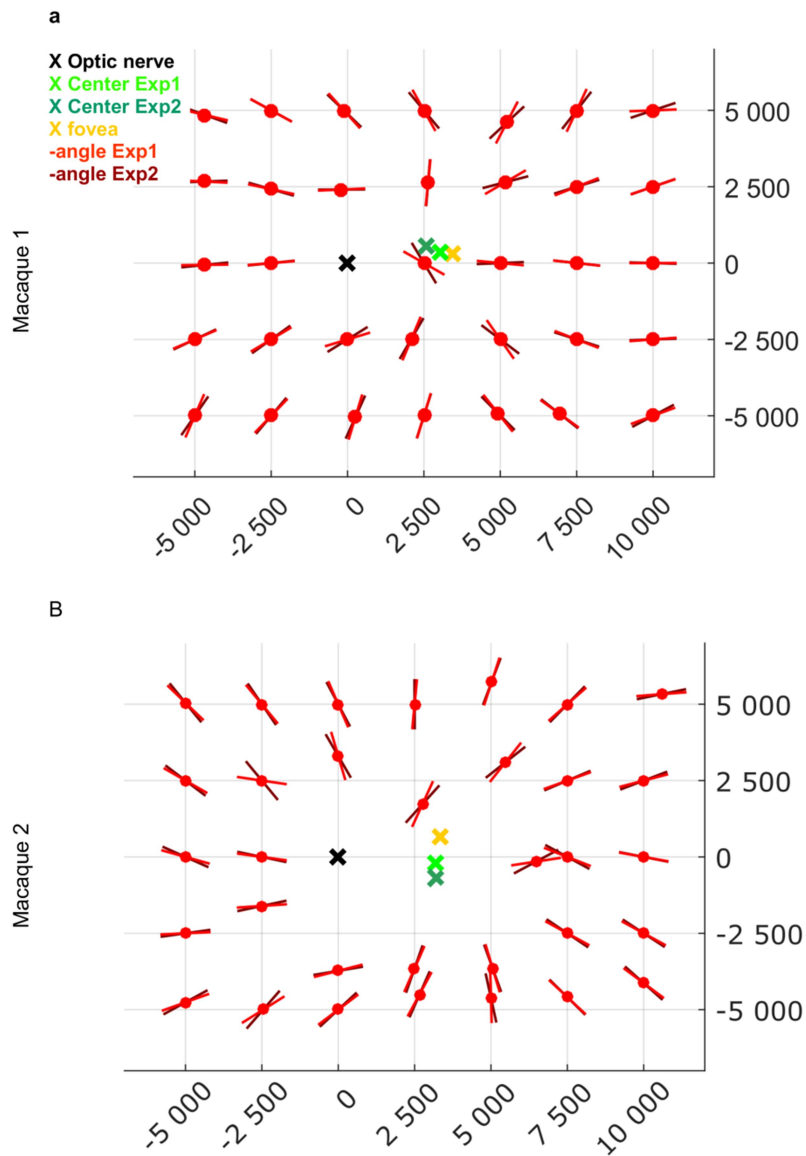 a
X Optic nerve
X Center Exp1
X Center Exp2
X fovea
-angle Exp1
-angle Exp2
Macaque 1
5 000
2 500
0
-2 500
-5 000
-5 000 -2 500 0 2 500 5 000 7 500 10 000
B
Macaque 2
5 000
2 500
0
-2 500
-5 000
-5 000 -2 500 0 2 500 5 000 7 500 10 000